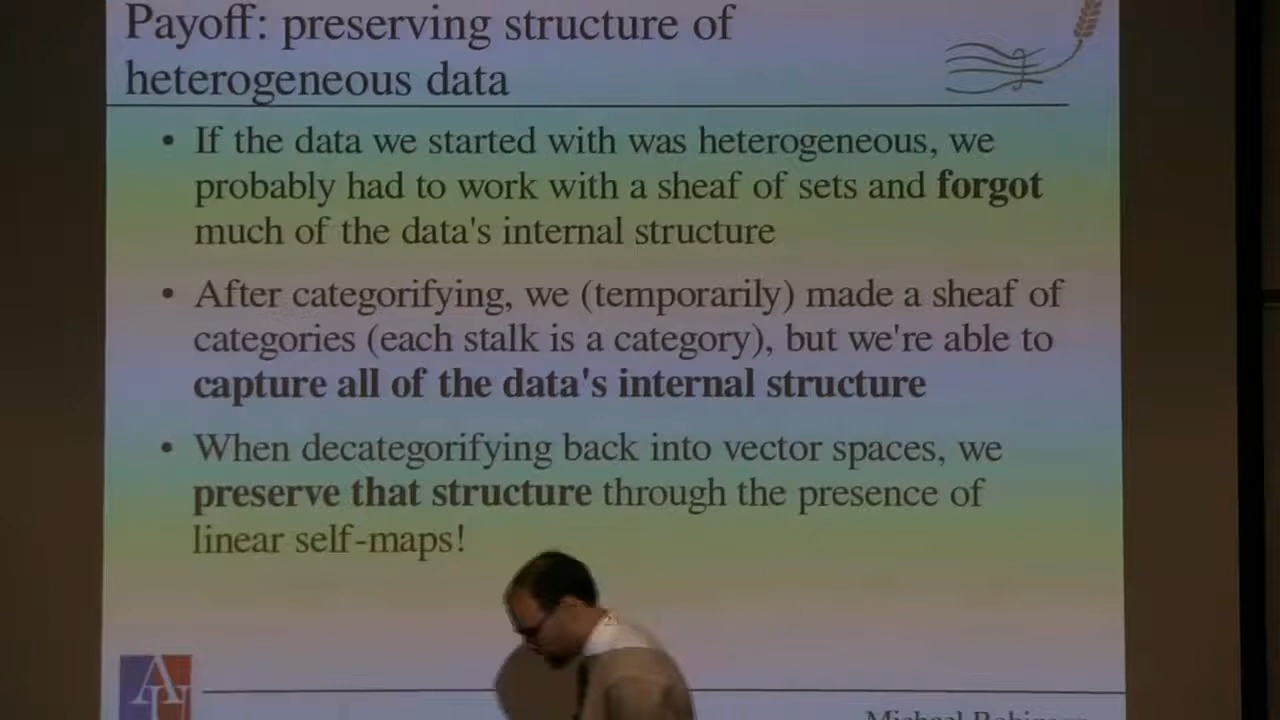 Payoff: preserving structure of
heterogeneous data
• If the data we started with was heterogeneous, we
probably had to work with a sheaf of sets and forgot
much of the data's internal structure
• After categorifying, we (temporarily) made a sheaf of
categories (each stalk is a category), but we're able to
capture all of the data's internal structure
• When decategorifying back into vector spaces, we
preserve that structure through the presence of
linear self-maps!
AU
Michael Robinson